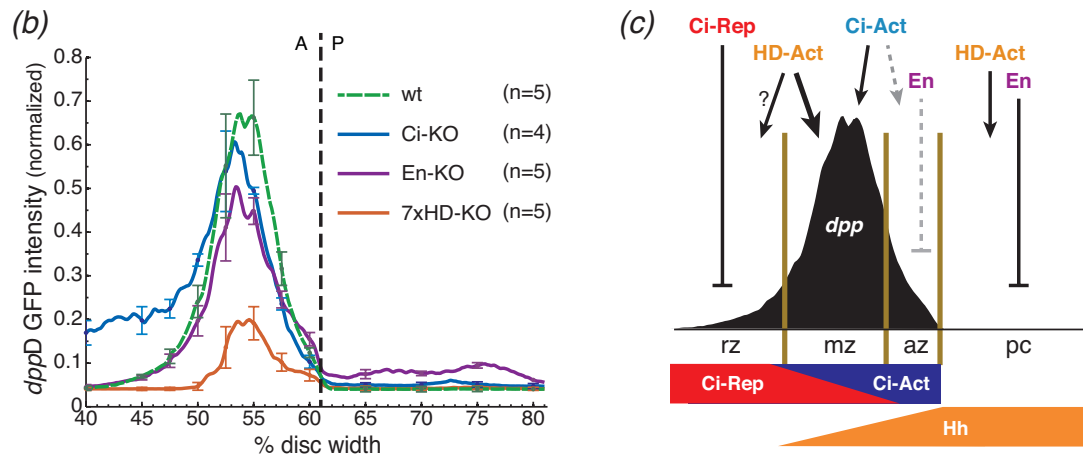 (b)
A P
dppD GFP intensity (normalized)
0.8
0.7
0.6
0.5
0.4
0.3
0.2
0.1
0
wt (n=5)
Ci-KO (n=4)
En-KO (n=5)
7xHD-KO (n=5)
40 45 50 55 60 65 70 75 80
% disc width
(c)
Ci-Rep Ci-Act
HD-Act HD-Act
En En
?
dpp
rz mz az pc
Ci-Rep Ci-Act
Hh